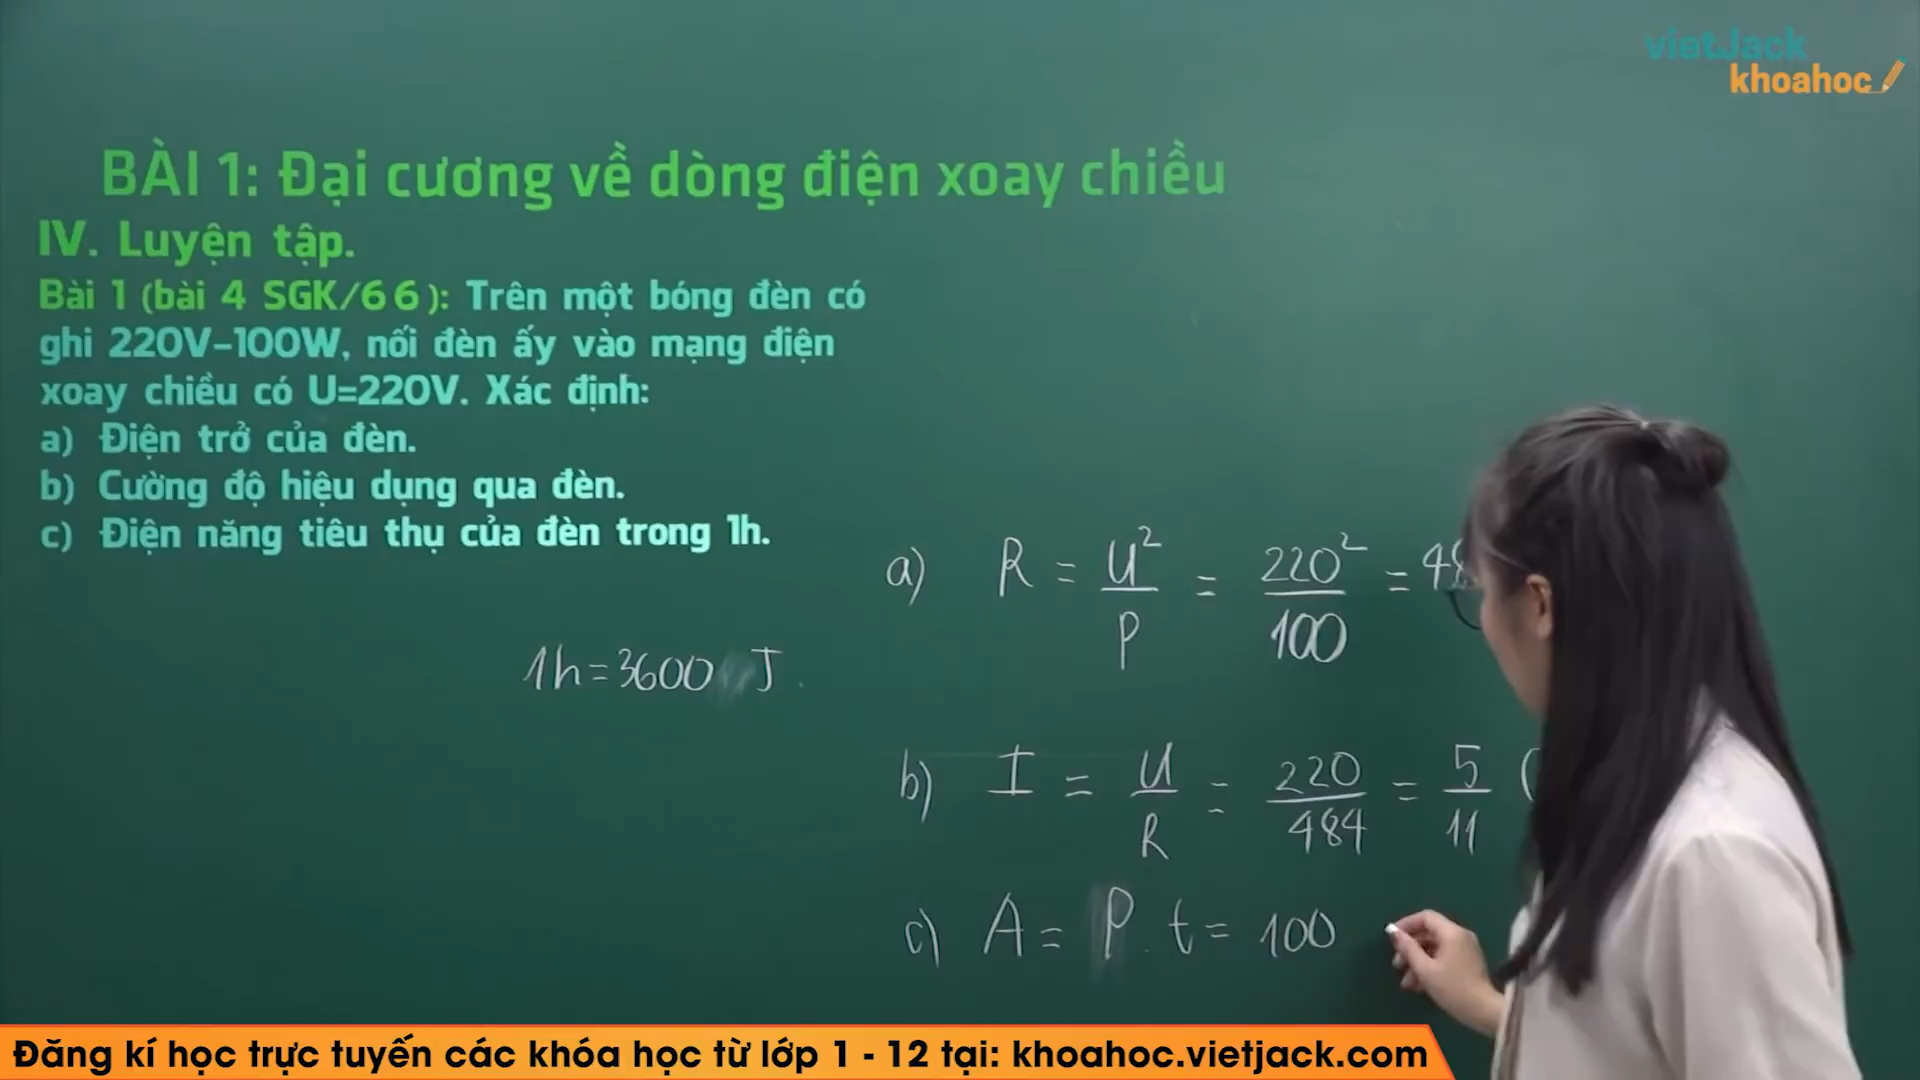 vietJack
khoahoc
BÀI 1: Đại cương về dòng điện xoay chiều
IV. Luyện tập.
Bài 1 (bài 4 SGK/66): Trên một bóng đèn có
ghi 220V-100W, nối đèn ấy vào mạng điện
xoay chiều có U=220V. Xác định:
a) Điện trở của đèn.
b) Cường độ hiệu dụng qua đèn.
c) Điện năng tiêu thụ của đèn trong 1h.
1h = 3600 J
a) R = U²/P = 220²/100 =
b) I = U/R = 220/484 = 5/11 (
c) A = P . t = 100
Đăng kí học trực tuyến các khóa học từ lớp 1 - 12 tại: khoahoc.vietjack.com